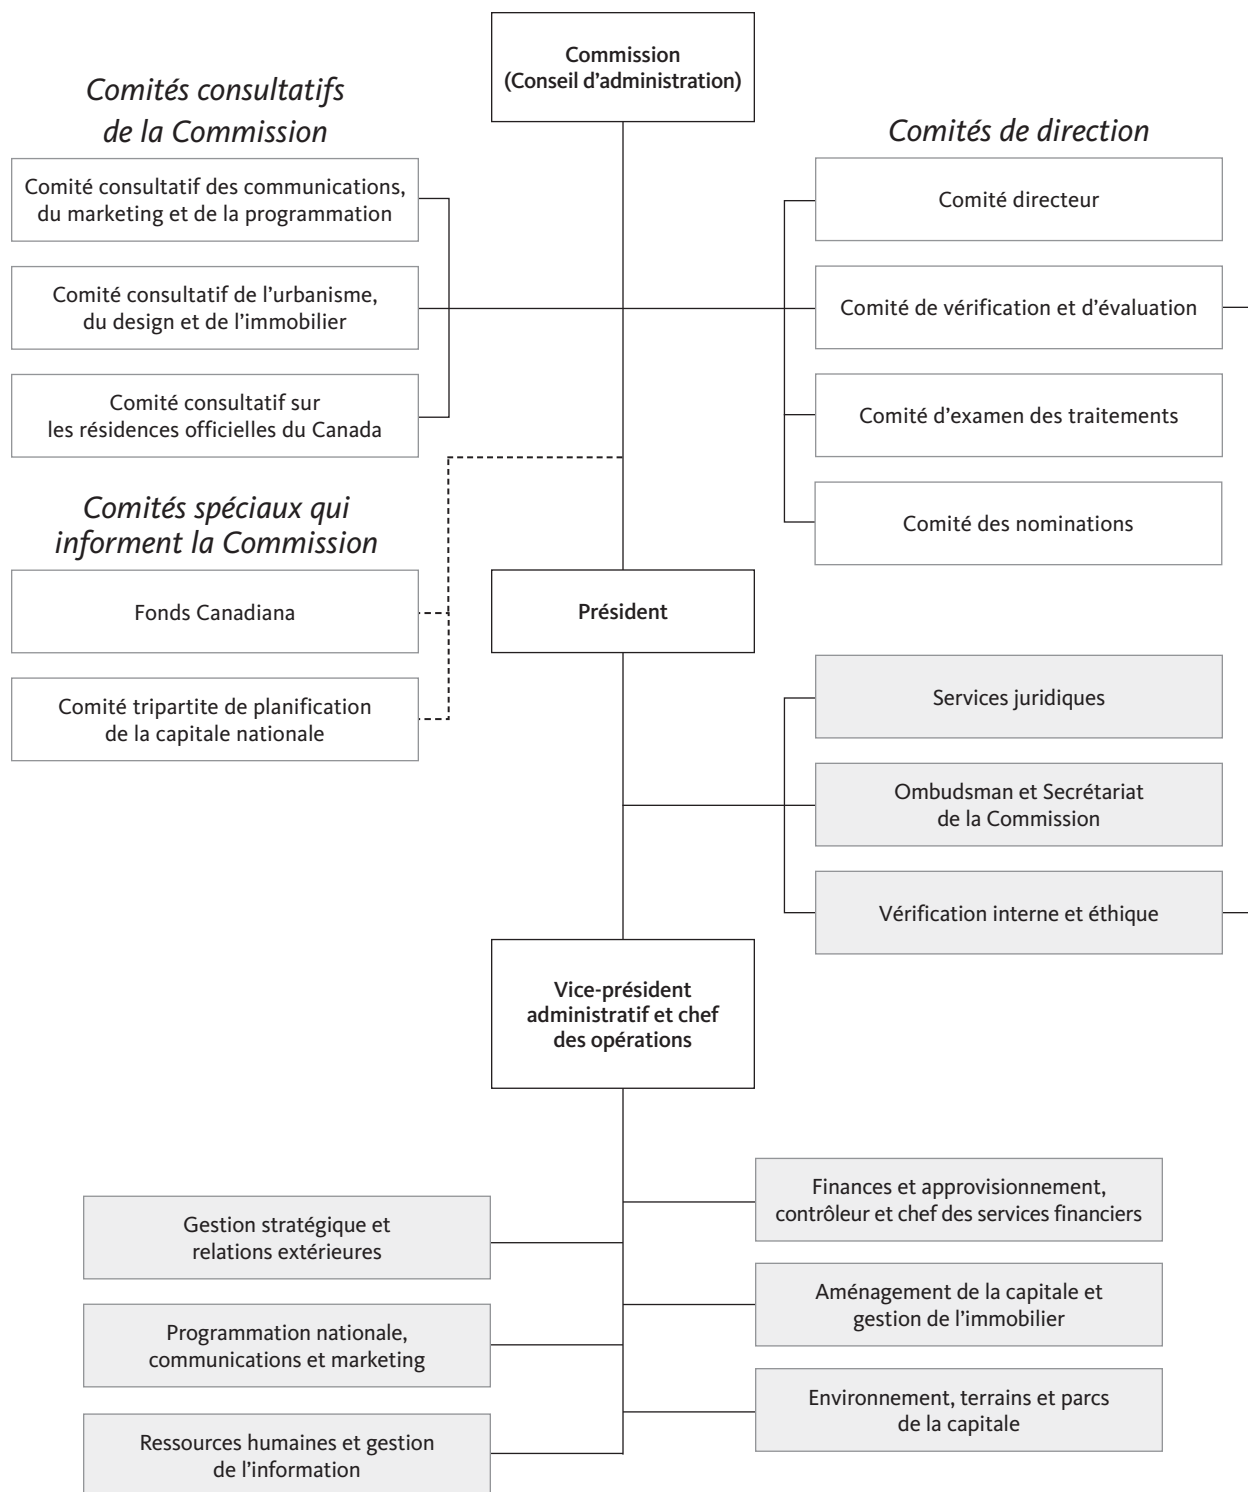 Commission
(Conseil d'administration)
Comités consultatifs
de la Commission
Comité consultatif des communications,
du marketing et de la programmation
Comité consultatif de l'urbanisme,
du design et de l'immobilier
Comité consultatif sur
les résidences officielles du Canada
Comités de direction
Comité directeur
Comité de vérification et d'évaluation
Comité d'examen des traitements
Comité des nominations
Comités spéciaux qui
informent la Commission
Fonds Canadiana
Comité tripartite de planification
de la capitale nationale
Président
Services juridiques
Ombudsman et Secrétariat
de la Commission
Vérification interne et éthique
Vice-président
administratif et chef
des opérations
Gestion stratégique et
relations extérieures
Programmation nationale,
communications et marketing
Ressources humaines et gestion
de l'information
Finances et approvisionnement,
contrôleur et chef des services financiers
Aménagement de la capitale et
gestion de l'immobilier
Environnement, terrains et parcs
de la capitale